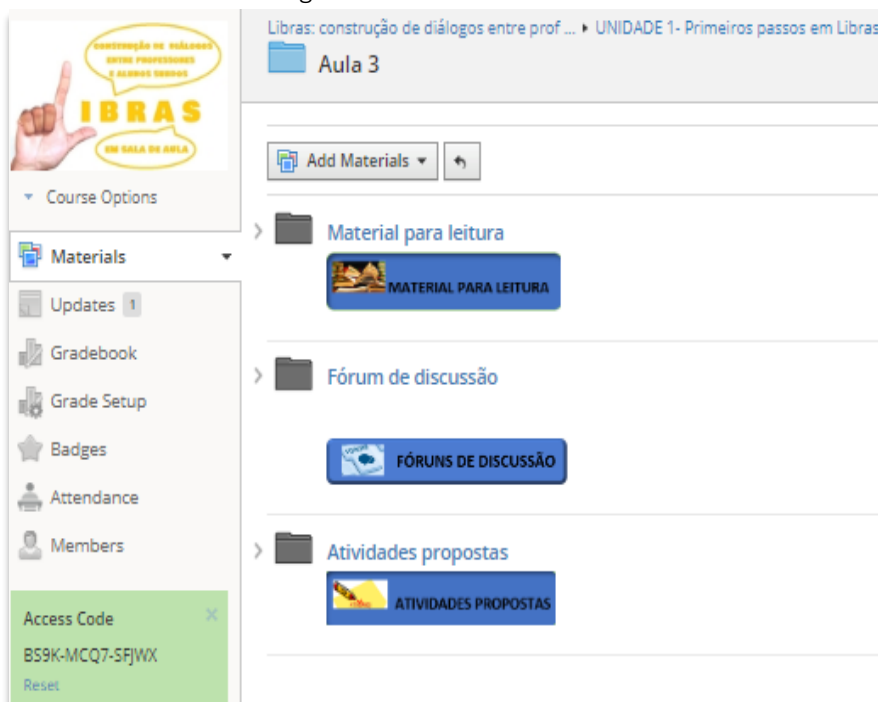 CONSTRUÇÃO DE DIÁLOGOS
ENTRE PROFESSORES
E ALUNOS SURDOS
IBRAS
EM SALA DE AULA
Course Options
Materials
Updates 1
Gradebook
Grade Setup
Badges
Attendance
Members
Access Code
BS9K-MCQ7-SFJWX
Reset
Libras: construção de diálogos entre prof ... UNIDADE 1- Primeiros passos em Libras
Aula 3
Add Materials
Material para leitura
MATERIAL PARA LEITURA
Fórum de discussão
FÓRUNS DE DISCUSSÃO
Atividades propostas
ATIVIDADES PROPOSTAS